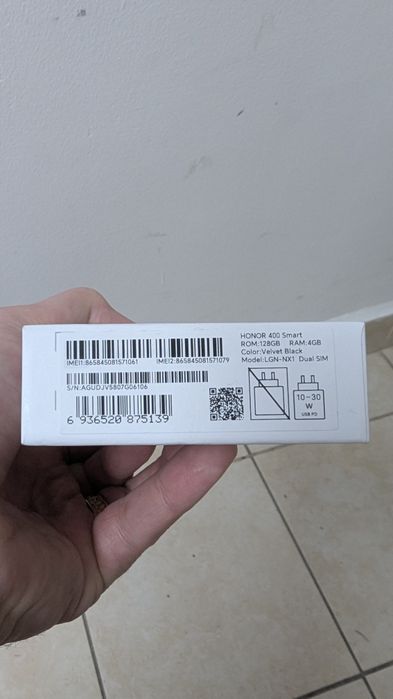 HONOR 400 Smart
ROM:128GB RAM:4GB
Color:Velvet Black
Model:LGN-NX1 Dual SIM
IMEI1:865845081571061 IMEI2:865845081571079
S/N:AGUDJV5807G06106
6 936520 875139
10-30
W
USB PD